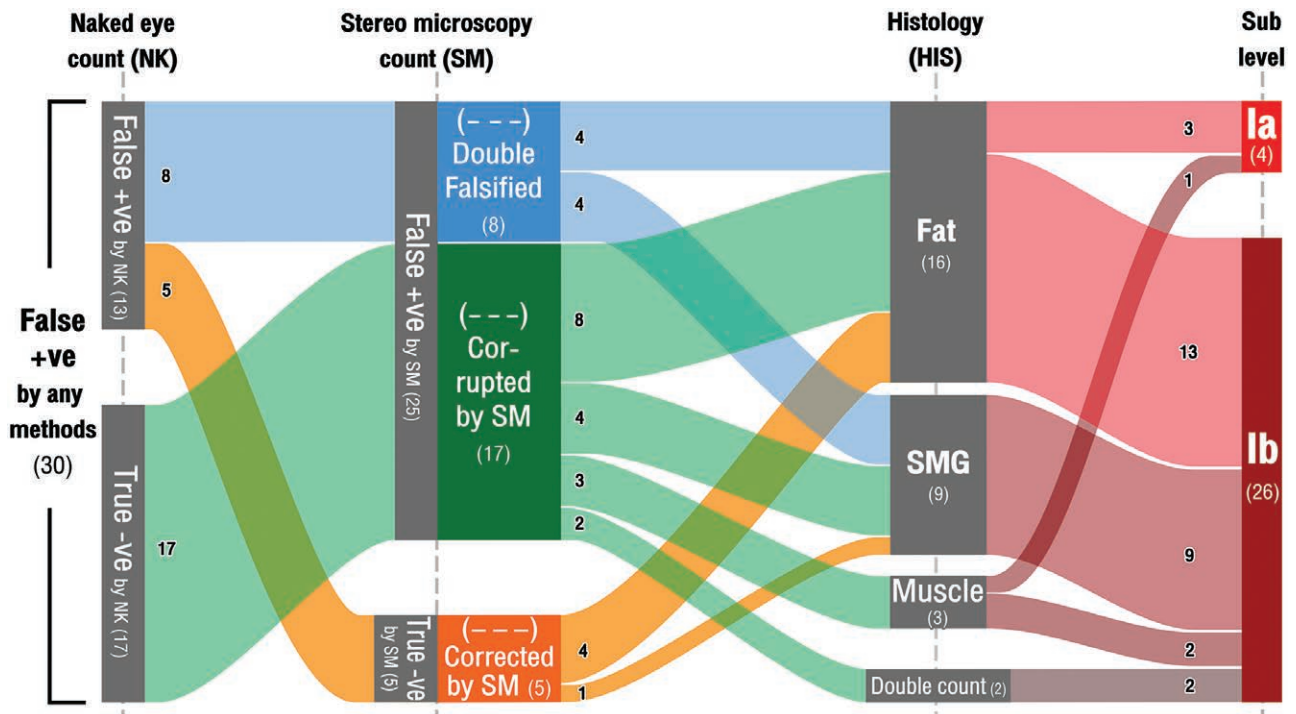 Naked eye
count (NK)
Stereo microscopy
count (SM)
Histology
(HIS)
Sub
level
False
+ve
by any
methods
(30)
False +ve by NK (13)
True -ve by NK (17)
8
5
17
False +ve by SM (25)
True -ve
by SM (5)
(– – –)
Double
Falsified
(8)
(– – –)
Cor-
rupted
by SM
(17)
(– – –)
Corrected
by SM (5)
4
4
8
4
3
2
4
1
Fat
(16)
SMG
(9)
Muscle
(3)
Double count (2)
3
1
13
9
2
2
Ia
(4)
Ib
(26)